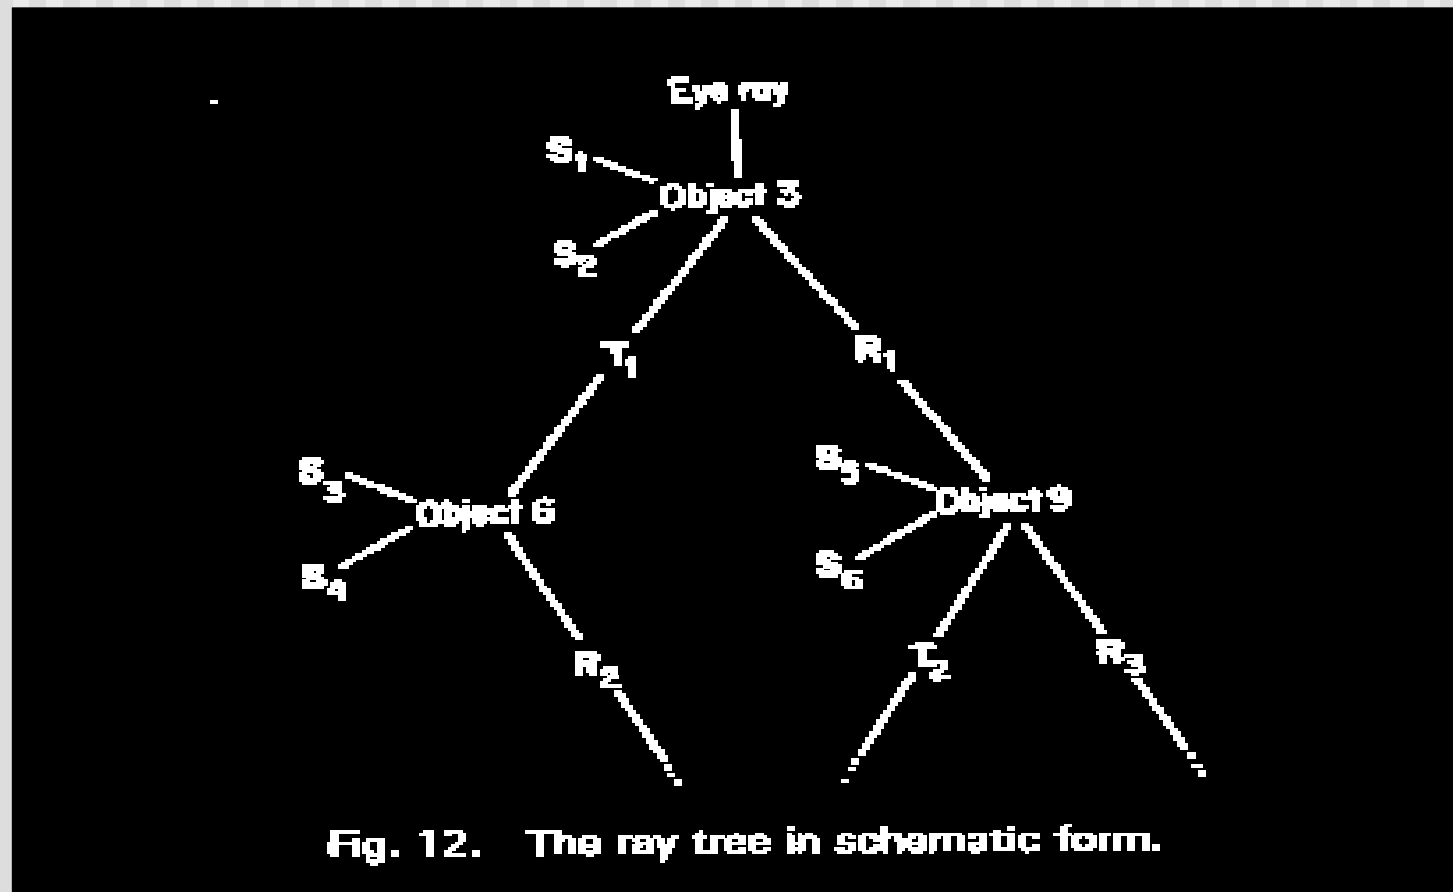 Eye ray
S1
Object 3
S2
T1
R1
S3
S5
Object 6
Object 9
S4
S6
R2
T2
R3
Fig. 12. The ray tree in schematic form.